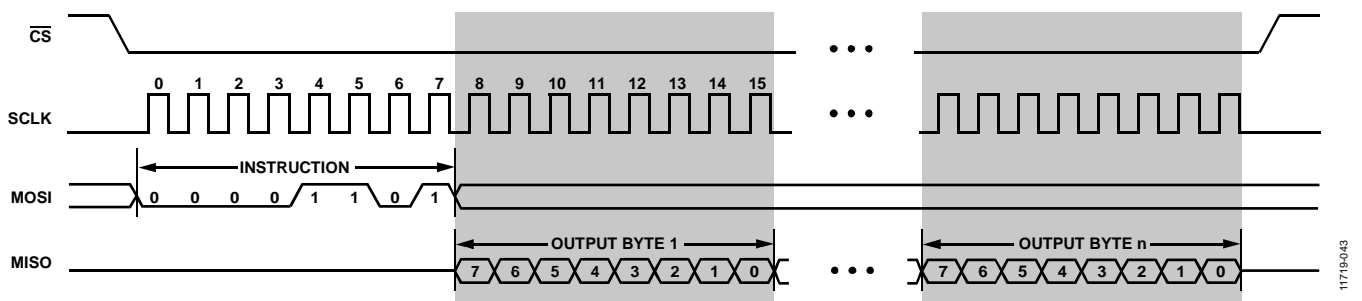 CS
0 1 2 3 4 5 6 7 8 9 10 11 12 13 14 15
SCLK
INSTRUCTION
MOSI 0 0 0 0 1 1 0 1
OUTPUT BYTE 1 OUTPUT BYTE n
MISO 7 6 5 4 3 2 1 0 7 6 5 4 3 2 1 0
11719-043